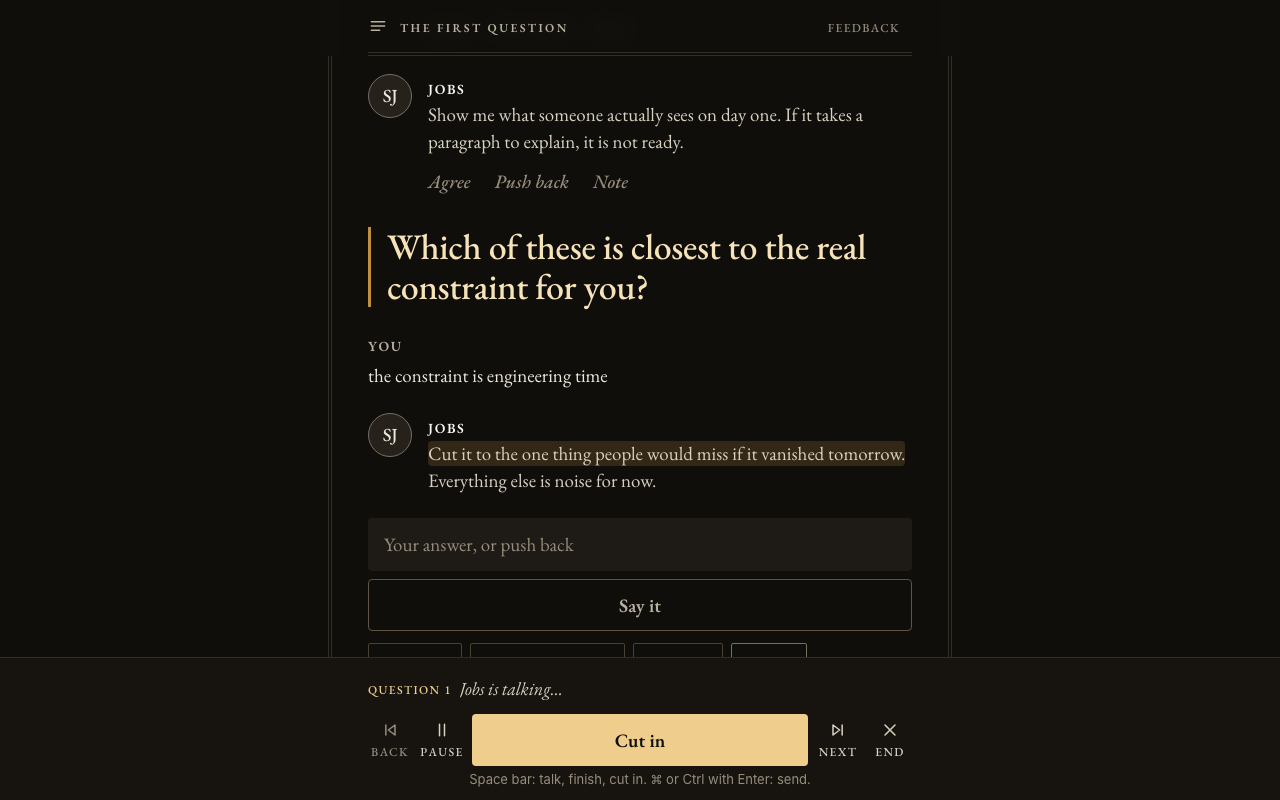 THE FIRST QUESTION
FEEDBACK
SJ
JOBS
Show me what someone actually sees on day one. If it takes a
paragraph to explain, it is not ready.
Agree Push back Note
Which of these is closest to the real
constraint for you?
YOU
the constraint is engineering time
SJ
JOBS
Cut it to the one thing people would miss if it vanished tomorrow.
Everything else is noise for now.
Your answer, or push back
Say it
QUESTION 1 Jobs is talking...
BACK
PAUSE
Cut in
NEXT
END
Space bar: talk, finish, cut in. ⌘ or Ctrl with Enter: send.